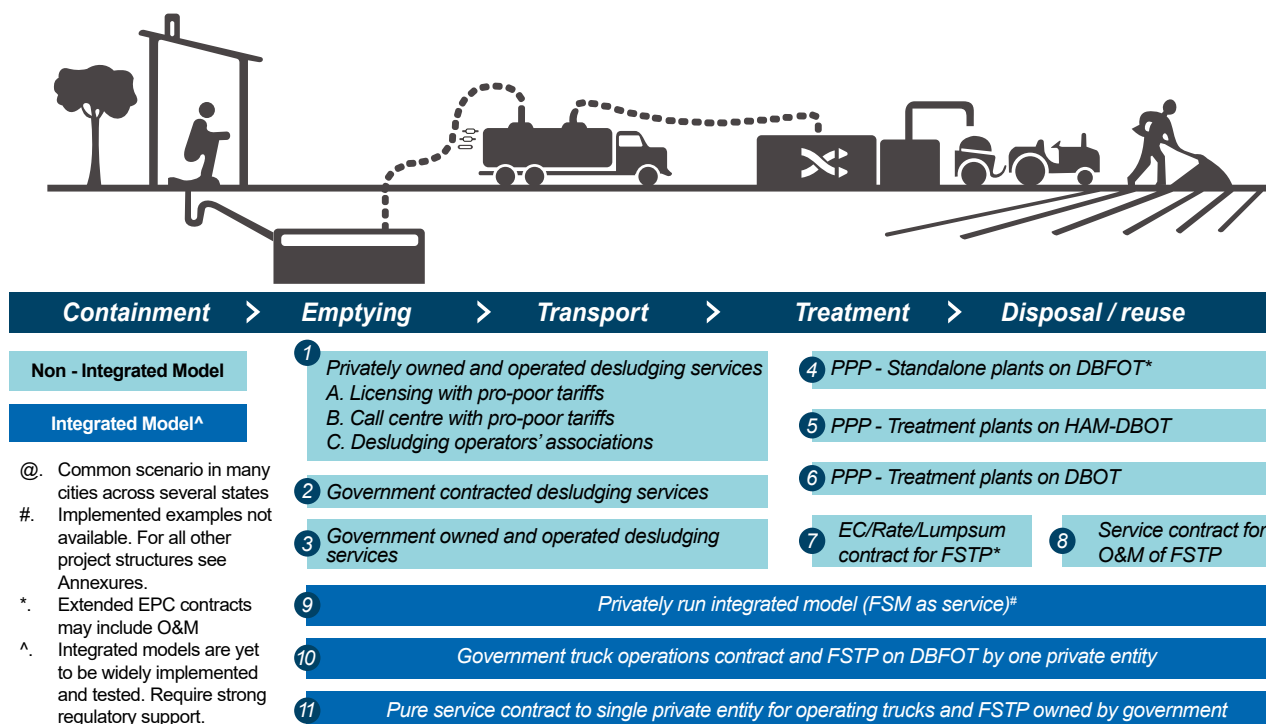 Containment > Emptying > Transport > Treatment > Disposal / reuse
Non - Integrated Model
Integrated Model^
@. Common scenario in many
cities across several states
#. Implemented examples not
available. For all other
project structures see
Annexures.
*. Extended EPC contracts
may include O&M
^. Integrated models are yet
to be widely implemented
and tested. Require strong
regulatory support.
1 Privately owned and operated desludging services
A. Licensing with pro-poor tariffs
B. Call centre with pro-poor tariffs
C. Desludging operators' associations
2 Government contracted desludging services
3 Government owned and operated desludging
services
4 PPP - Standalone plants on DBFOT*
5 PPP - Treatment plants on HAM-DBOT
6 PPP - Treatment plants on DBOT
7 EC/Rate/Lumpsum
contract for FSTP*
8 Service contract for
O&M of FSTP
9 Privately run integrated model (FSM as service)#
10 Government truck operations contract and FSTP on DBFOT by one private entity
11 Pure service contract to single private entity for operating trucks and FSTP owned by government